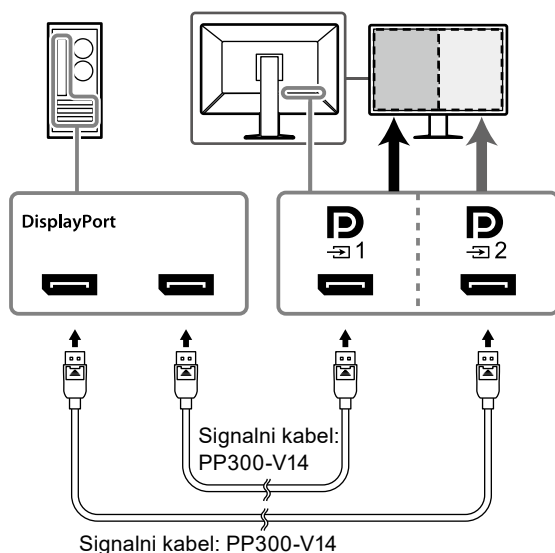 DisplayPort
1
2
Signalni kabel:
PP300-V14
Signalni kabel: PP300-V14